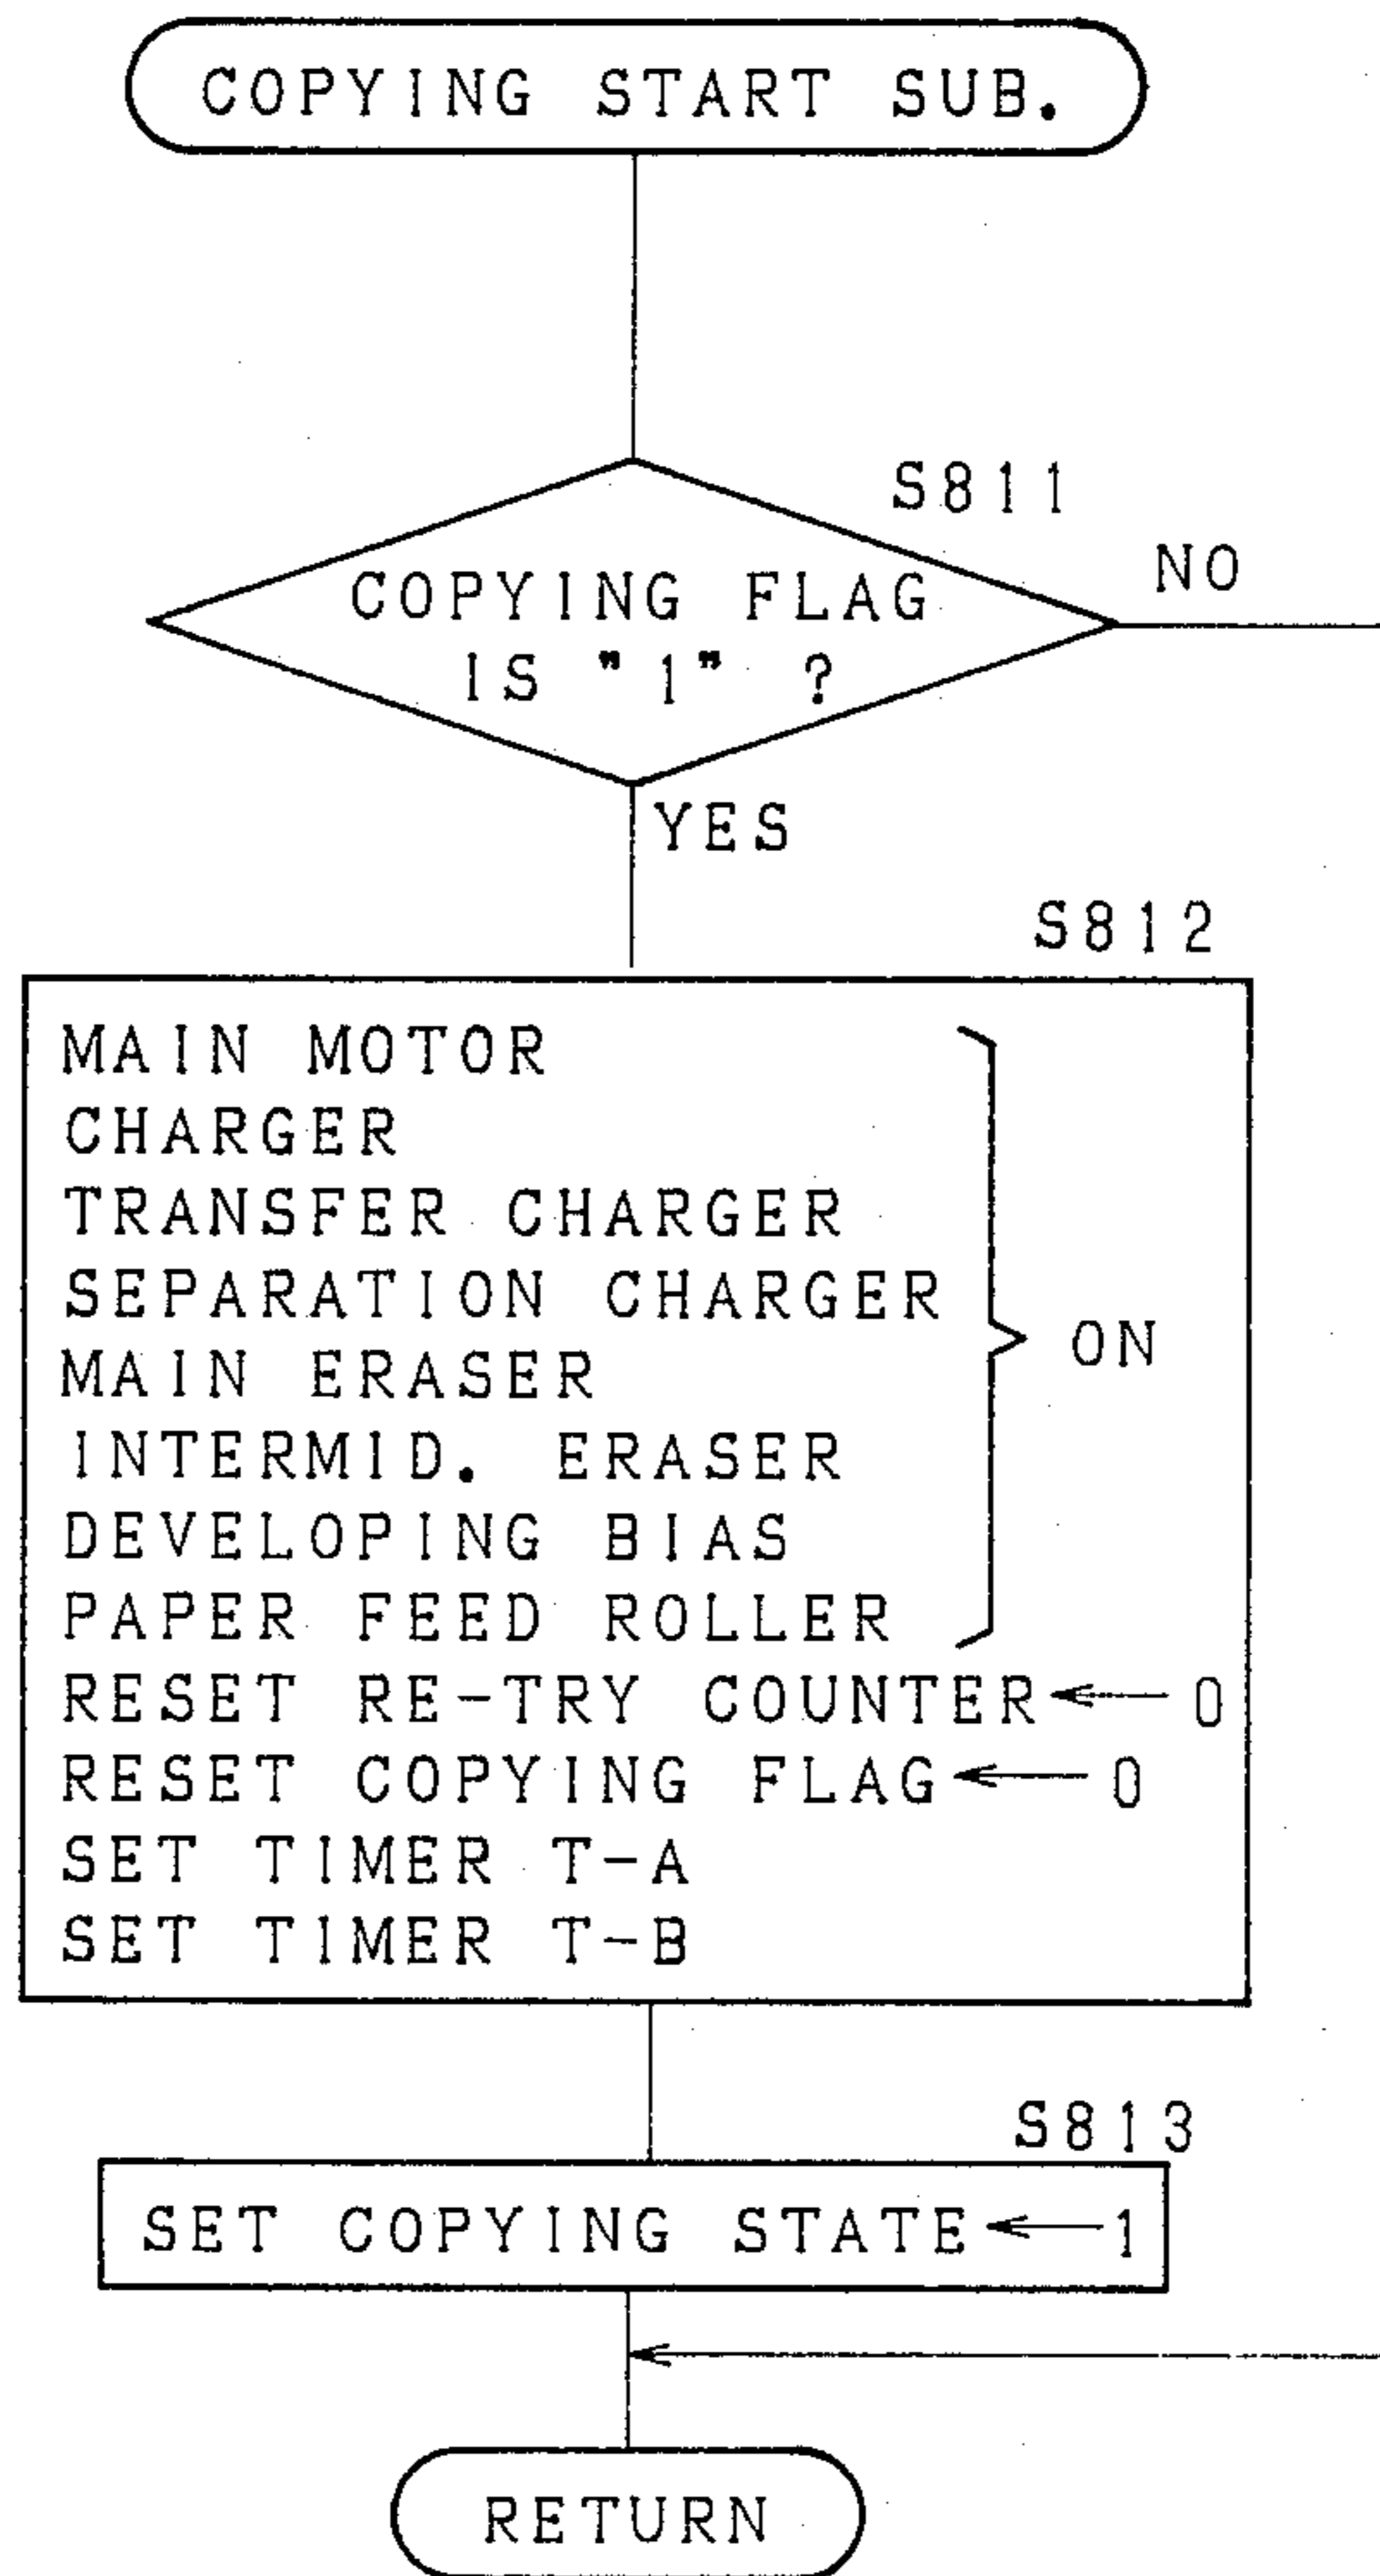 COPYING START SUB.
S811
COPYING FLAG
IS "1" ?
NO
YES
S812
MAIN MOTOR
CHARGER
TRANSFER CHARGER
SEPARATION CHARGER
MAIN ERASER
INTERMID. ERASER
DEVELOPING BIAS
PAPER FEED ROLLER
ON
RESET RE-TRY COUNTER ← 0
RESET COPYING FLAG ← 0
SET TIMER T-A
SET TIMER T-B
S813
SET COPYING STATE ← 1
RETURN